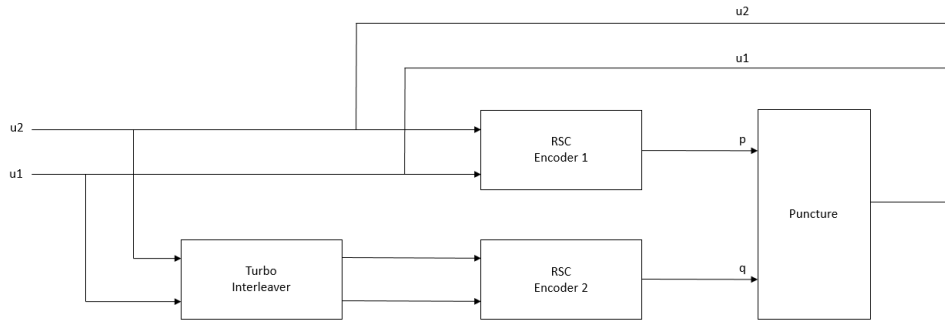 u2
u1
u2
RSC
Encoder 1
p
u1
Puncture
Turbo
Interleaver
RSC
Encoder 2
q